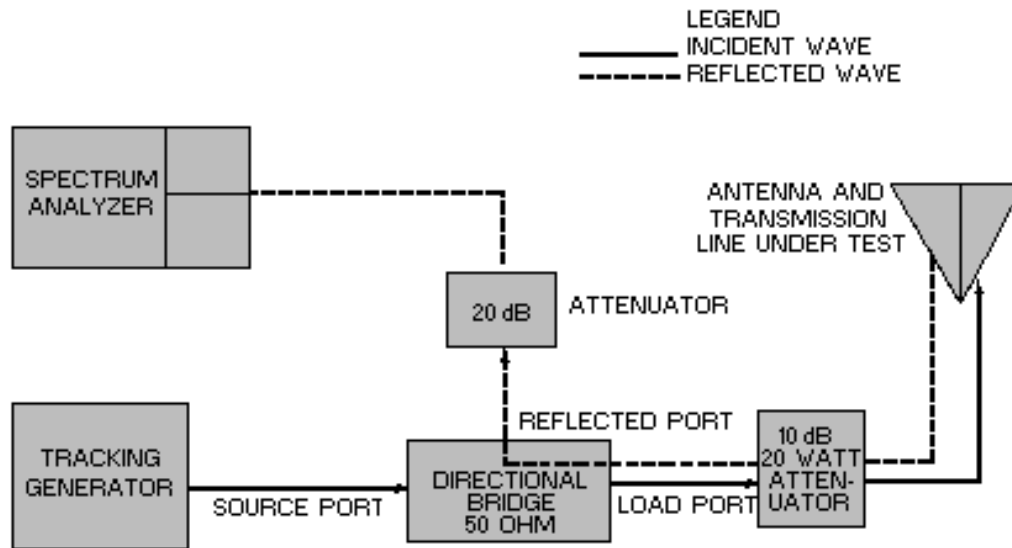 LEGEND
INCIDENT WAVE
REFLECTED WAVE
SPECTRUM
ANALYZER
ANTENNA AND
TRANSMISSION
LINE UNDER TEST
20 dB
ATTENUATOR
TRACKING
GENERATOR
SOURCE PORT
REFLECTED PORT
DIRECTIONAL
BRIDGE
50 OHM
LOAD PORT
10 dB
20 WATT
ATTEN-
UATOR